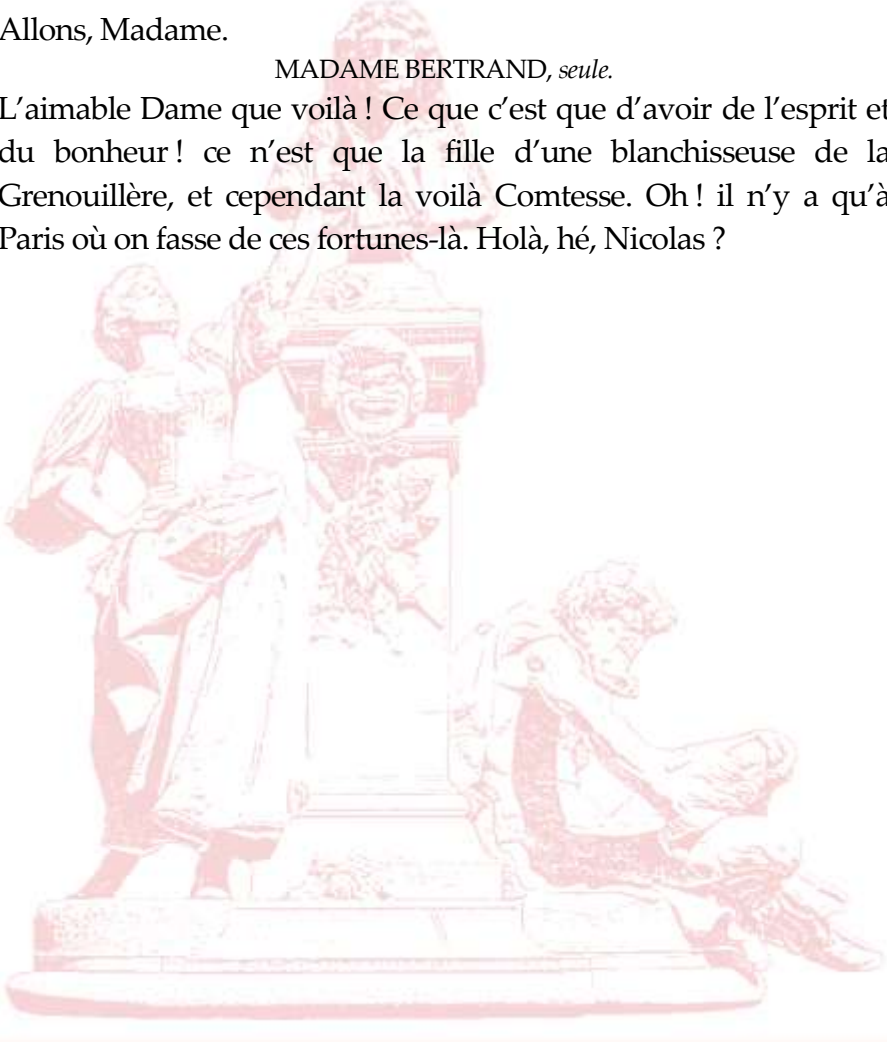 Allons, Madame.
MADAME BERTRAND, seule.
L’aimable Dame que voilà ! Ce que c’est que d’avoir de l’esprit et
du bonheur ! ce n’est que la fille d’une blanchisseuse de la
Grenouillère, et cependant la voilà Comtesse. Oh ! il n’y a qu’à
Paris où on fasse de ces fortunes-là. Holà, hé, Nicolas ?